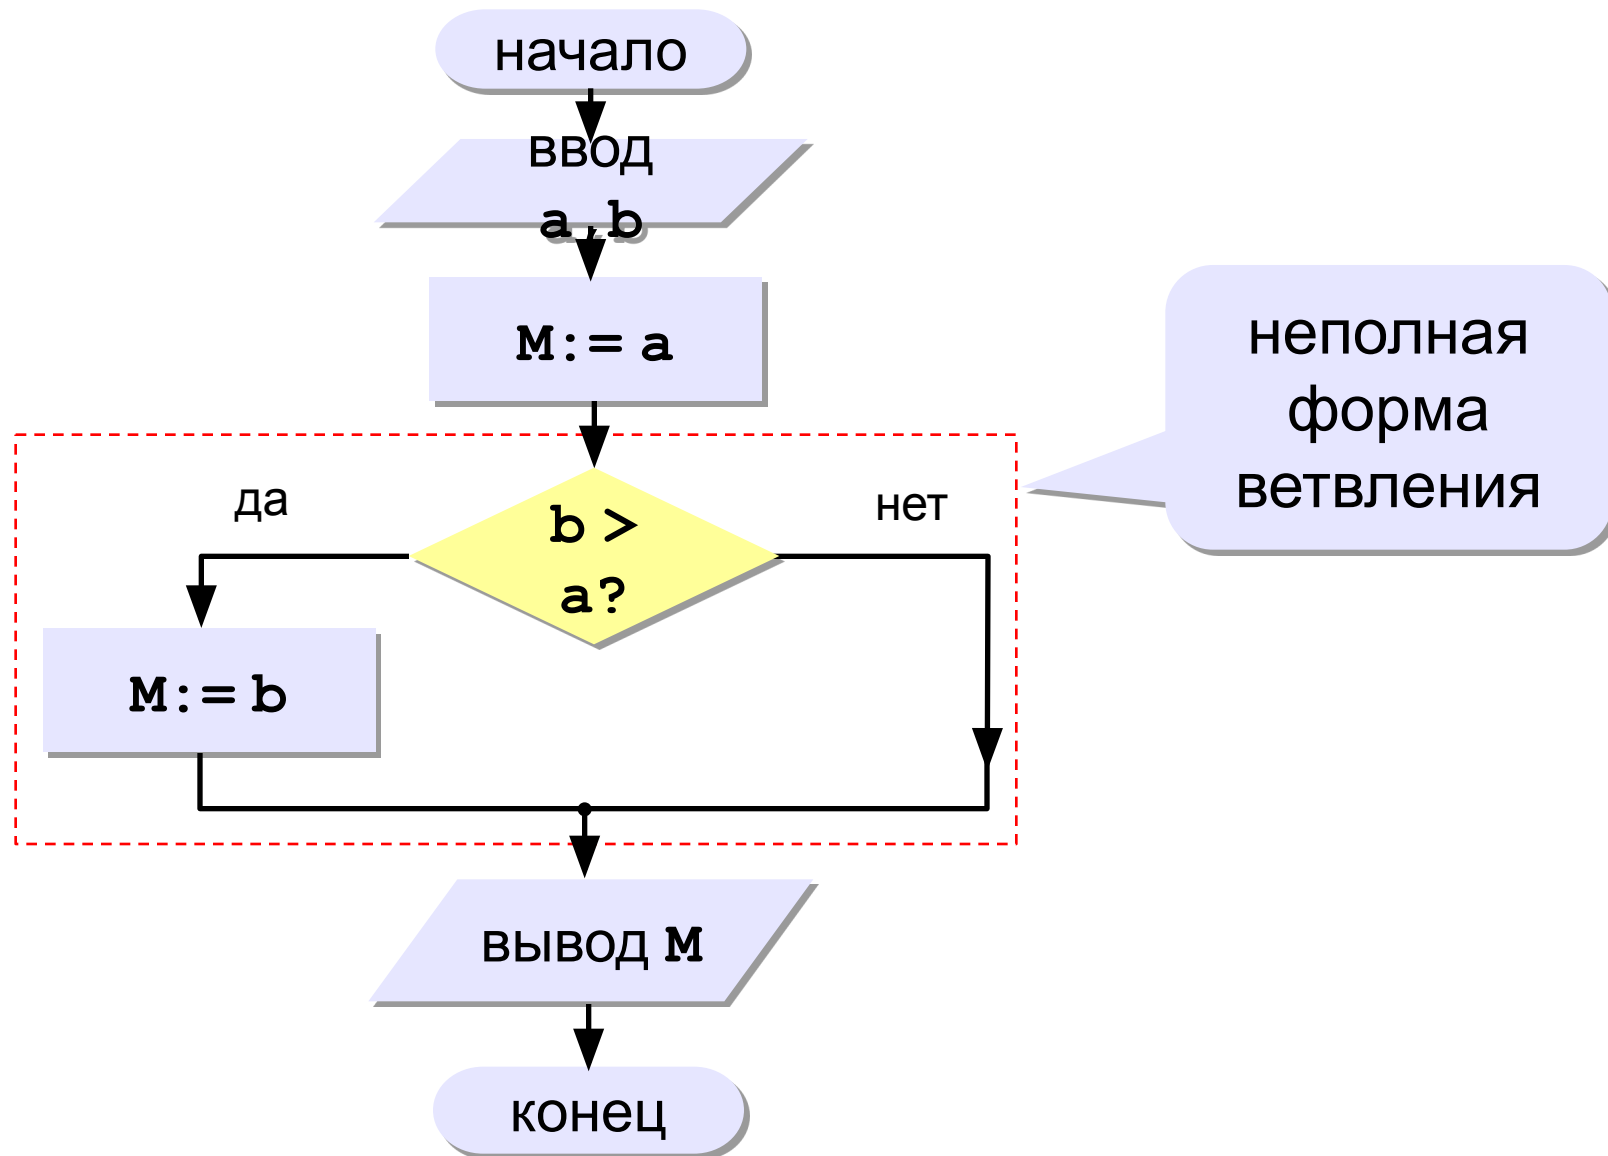 начало
ввод
a, b
M:= a
неполная
форма
ветвления
да
нет
b >
a?
M:= b
вывод M
конец